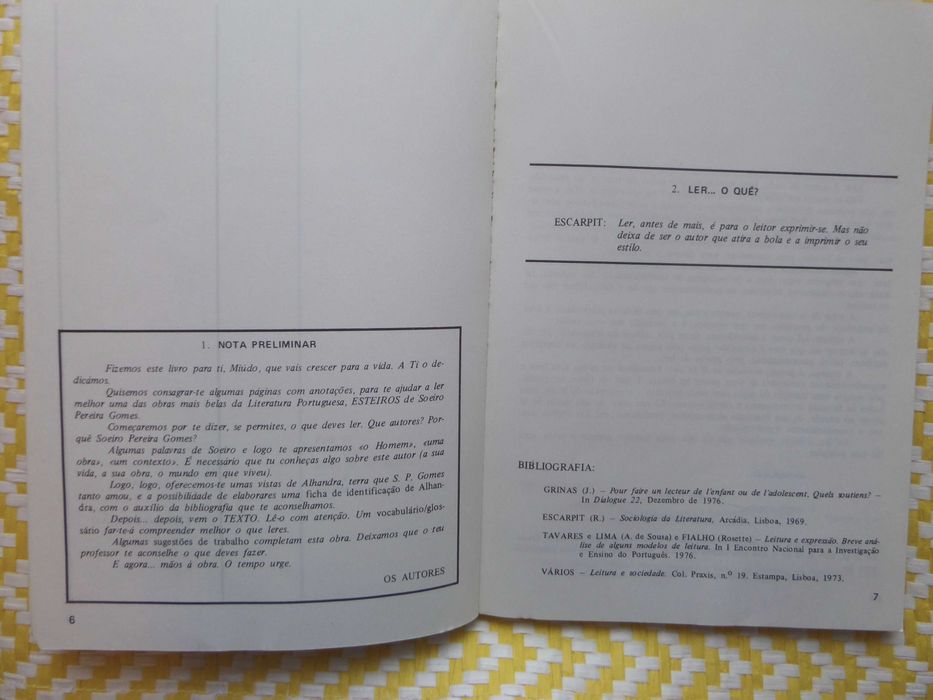 1. NOTA PRELIMINAR
Fizemos este livro para ti, Miúdo, que vais crescer para a vida. A Ti o de-
dicámos.
Quisemos consagrar-te algumas páginas com anotações, para te ajudar a ler
melhor uma das obras mais belas da Literatura Portuguesa, ESTEIROS de Soeiro
Pereira Gomes.
Começaremos por te dizer, se permites, o que deves ler. Que autores? Por-
quê Soeiro Pereira Gomes?
Algumas palavras de Soeiro e logo te apresentamos «o Homem», «uma
obra», «um contexto». É necessário que tu conheças algo sobre este autor (a sua
vida, a sua obra, o mundo em que viveu).
Logo, logo, oferecemos-te umas vistas de Alhandra, terra que S. P. Gomes
tanto amou, e a possibilidade de elaborares uma ficha de identificação de Alhan-
dra, com o auxílio da bibliografia que te aconselhamos.
Depois... depois, vem o TEXTO. Lê-o com atenção. Um vocabulário/glos-
sário far-te-á compreender melhor o que leres.
Algumas sugestões de trabalho completam esta obra. Deixamos que o teu
professor te aconselhe o que deves fazer.
E agora... mãos à obra. O tempo urge.
OS AUTORES
6
2. LER... O QUÊ?
ESCARPIT: Ler, antes de mais, é para o leitor exprimir-se. Mas não
deixa de ser o autor que atira a bola e a imprimir o seu
estilo.
BIBLIOGRAFIA:
GRINAS (J.) — Pour faire un lecteur de l'enfant ou de l'adolescent, Quels soutiens? —
In Dialogue 22, Dezembro de 1976.
ESCARPIT (R.) — Sociologia da Literatura, Arcádia, Lisboa, 1969.
TAVARES e LIMA (A. de Sousa) e FIALHO (Rosette) — Leitura e expressão. Breve aná-
lise de alguns modelos de leitura. In I Encontro Nacional para a Investigação
e Ensino do Português. 1976.
VÁRIOS — Leitura e sociedade. Col. Praxis, n.º 19. Estampa, Lisboa, 1973.
7